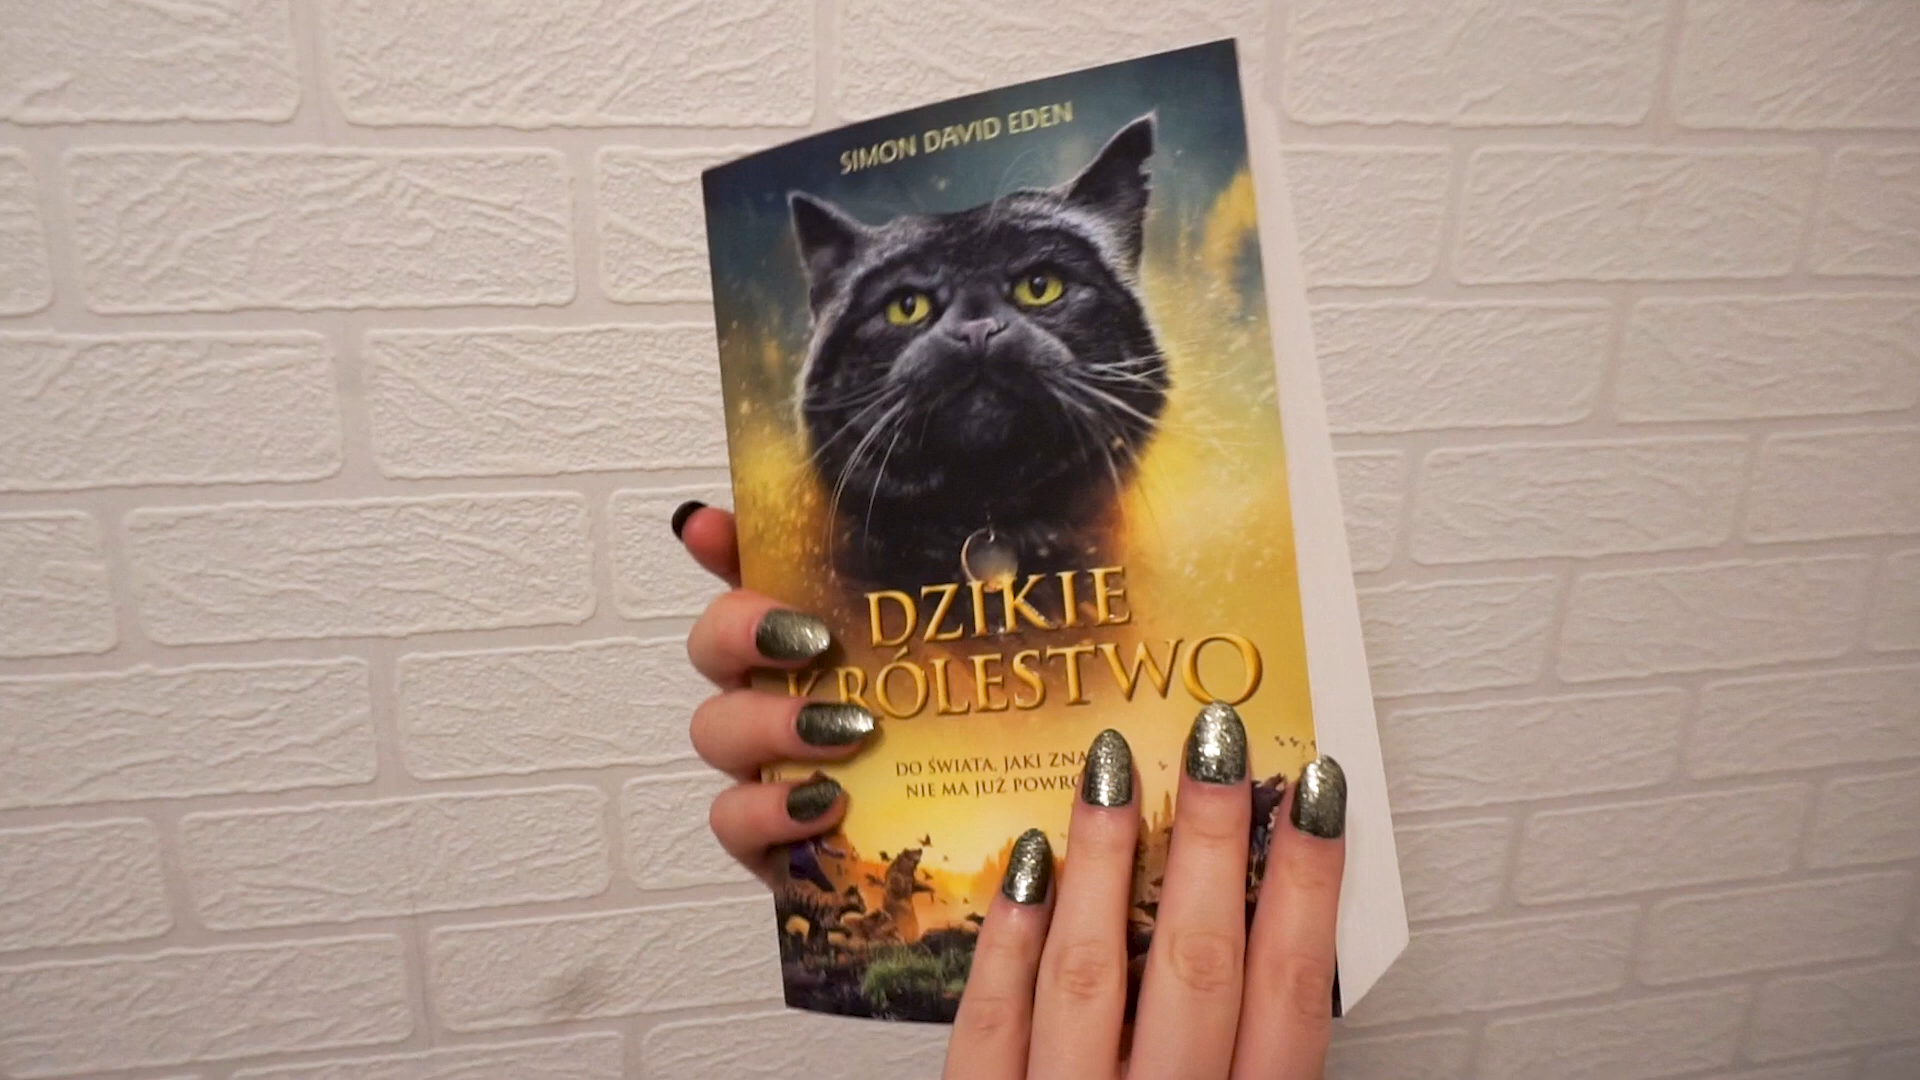 SIMON DAVID EDEN
DZIKIE
KRÓLESTWO
DO ŚWIATA, JAKI
NIE MA JUŻ